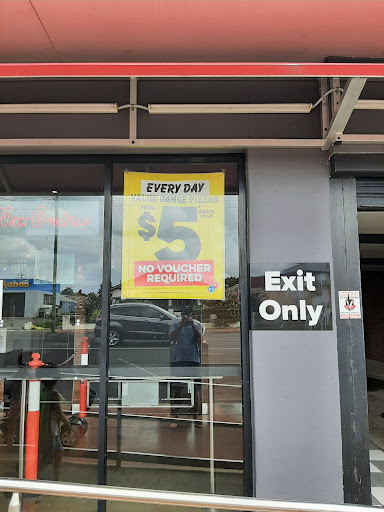 EVERY DAY
VALUE RANGE PIZZAS
FROM
$5
EACH
NO VOUCHER
REQUIRED
Exit
Only